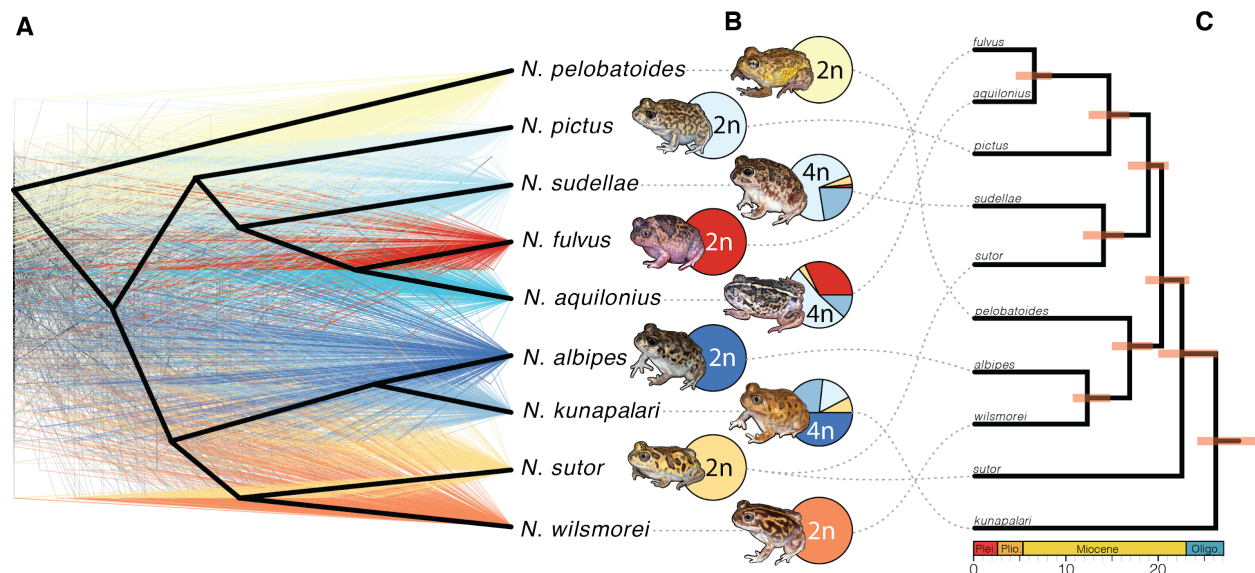 A
B
C
N. pelobatoides
2n
N. pictus
2n
N. sudellae
4n
N. fulvus
2n
N. aquilonius
4n
N. albipes
2n
N. kunapalari
4n
N. sutor
2n
N. wilsmorei
2n
fulvus
aquilonius
pictus
sudellae
sutor
pelobatoides
albipes
wilsmorei
sutor
kunapalari
Plei. Plio. Miocene Oligo.
0 10 20